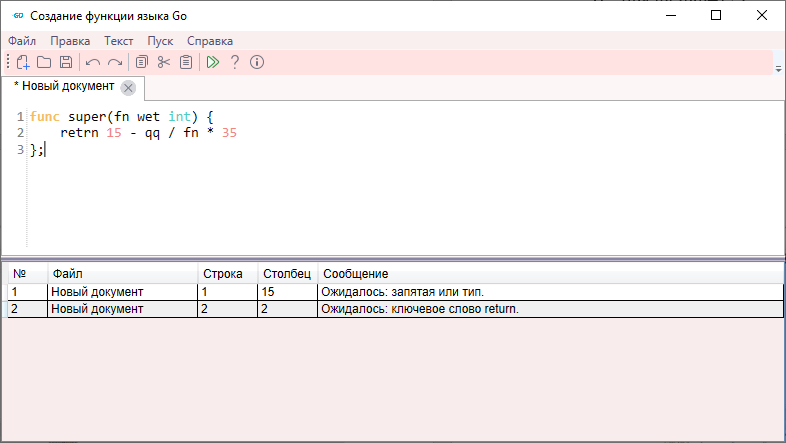 GO Создание функции языка Go
Файл Правка Текст Пуск Справка
* Новый документ
1 func super(fn wet int) {
2 retrn 15 - qq / fn * 35
3 };
№ Файл Строка Столбец Сообщение
1 Новый документ 1 15 Ожидалось: запятая или тип.
2 Новый документ 2 2 Ожидалось: ключевое слово return.